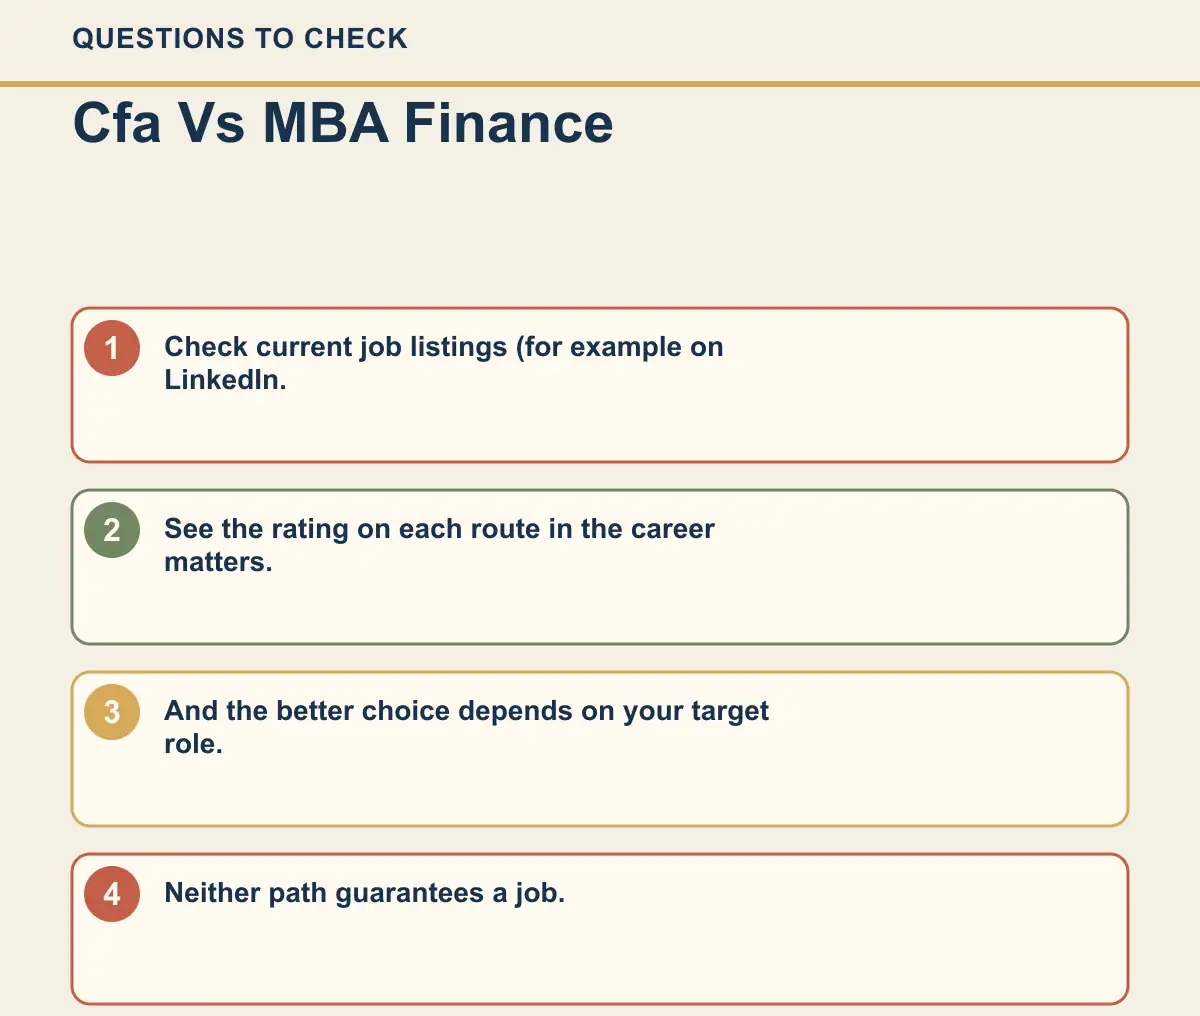 QUESTIONS TO CHECK
Cfa Vs MBA Finance
1
Check current job listings (for example on
LinkedIn.
2
See the rating on each route in the career
matters.
3
And the better choice depends on your target
role.
4
Neither path guarantees a job.